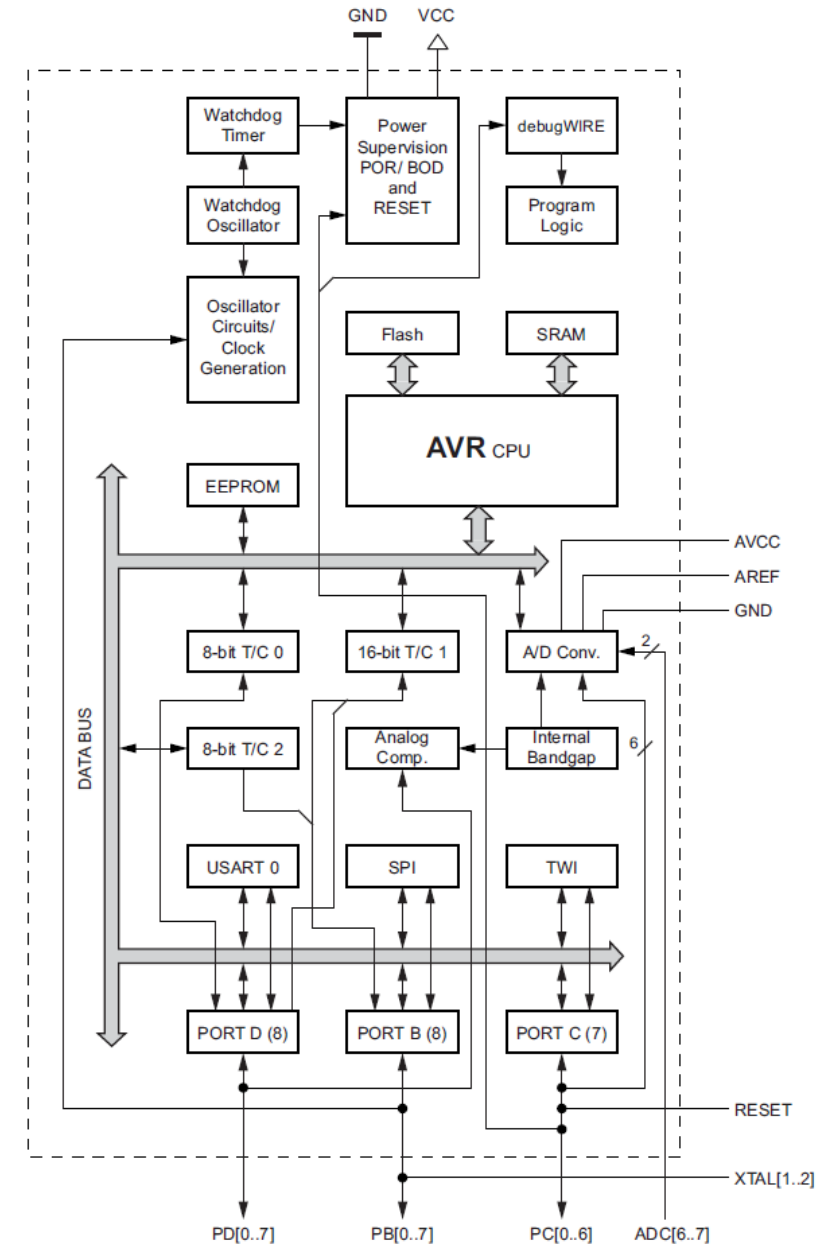 GND VCC
Watchdog
Timer
Power
Supervision
POR/ BOD
and
RESET
debugWIRE
Watchdog
Oscillator
Program
Logic
Oscillator
Circuits/
Clock
Generation
Flash
SRAM
AVR CPU
EEPROM
AVCC
AREF
GND
8-bit T/C 0
16-bit T/C 1
A/D Conv.
2
DATA BUS
8-bit T/C 2
Analog
Comp.
Internal
Bandgap
6
USART 0
SPI
TWI
PORT D (8)
PORT B (8)
PORT C (7)
RESET
XTAL[1..2]
PD[0..7] PB[0..7] PC[0..6] ADC[6..7]